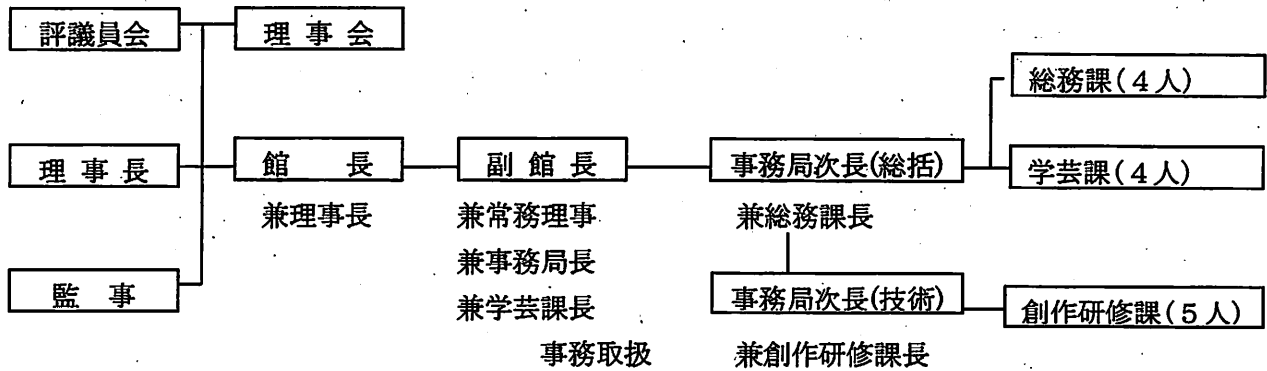 評議員会
理事会
理事長
監事
館長
兼理事長
副館長
兼常務理事
兼事務局長
兼学芸課長
事務取扱
事務局次長(総括)
兼総務課長
事務局次長(技術)
兼創作研修課長
総務課(4人)
学芸課(4人)
創作研修課(5人)